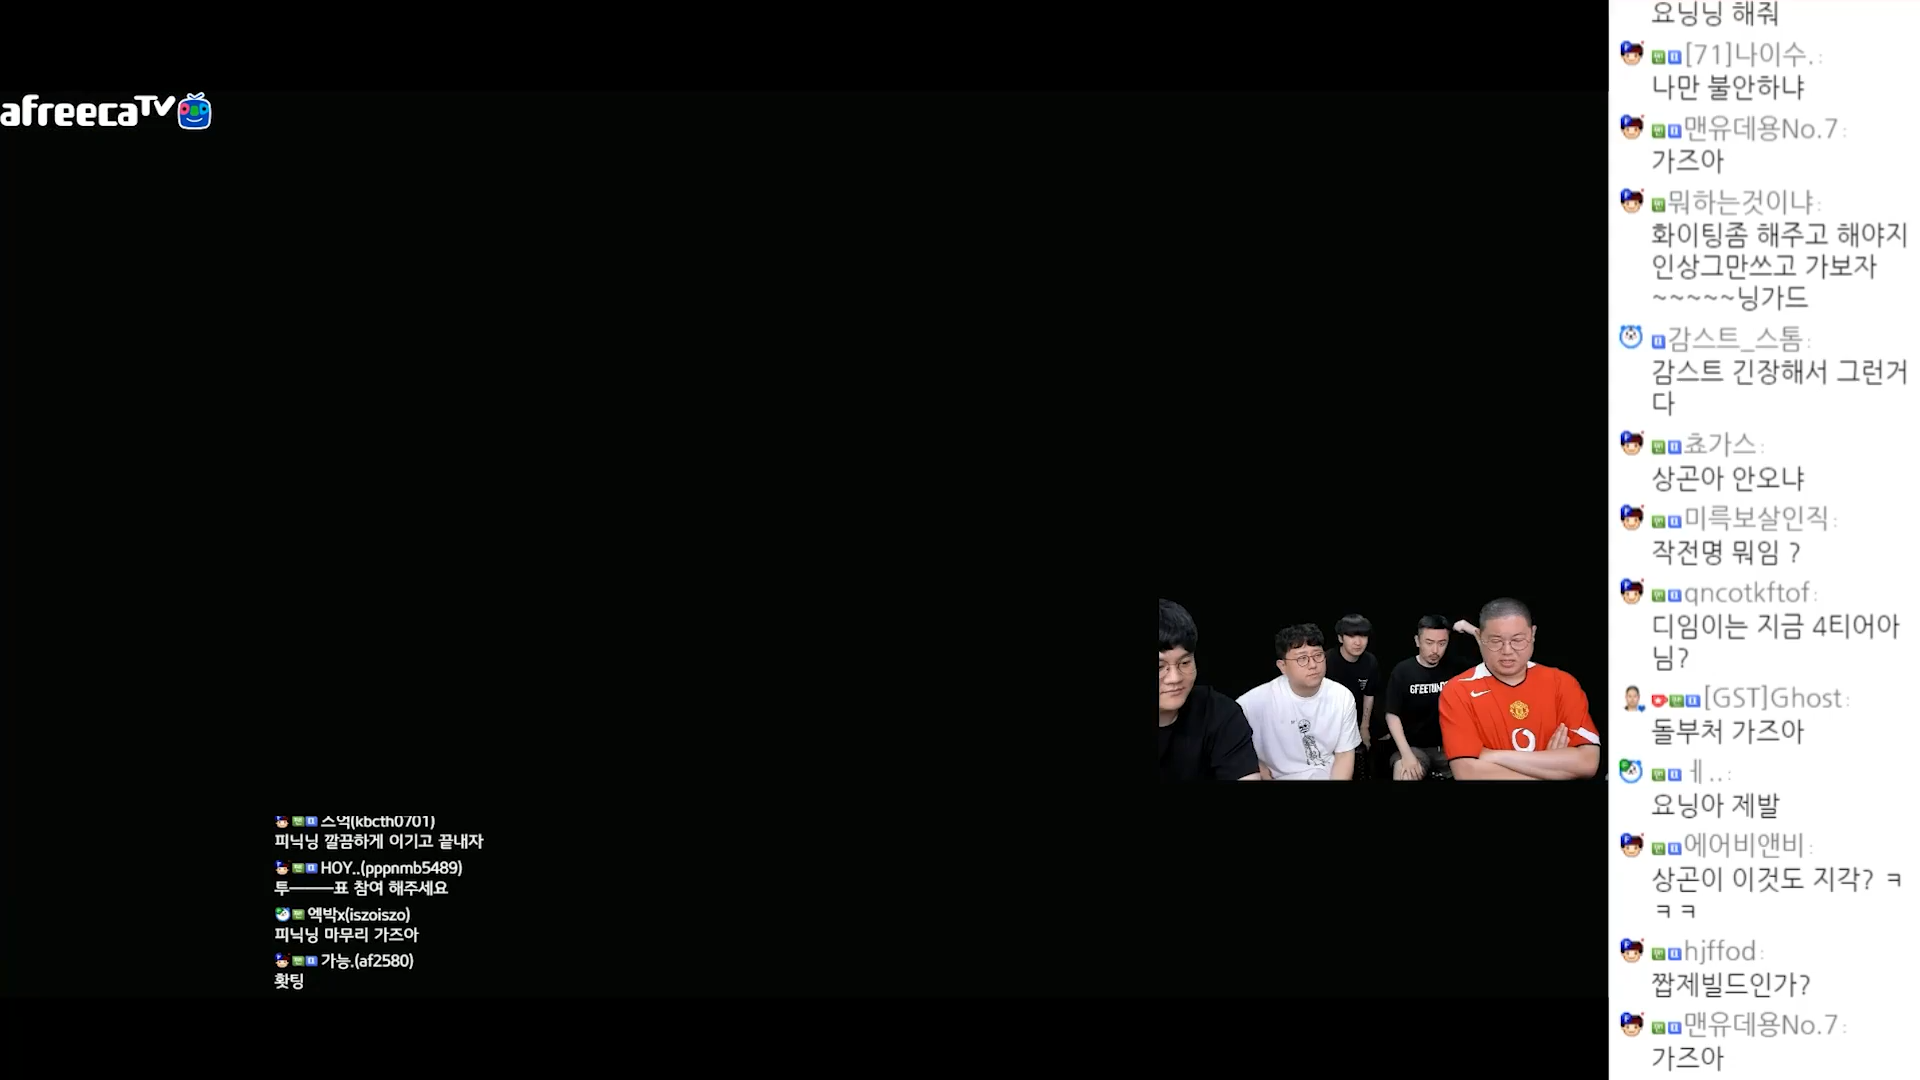 afreecaTV
스억(kbcth0701)
피닉닝 깔끔하게 이기고 끝내자
HOY..(pppnmb5489)
투───표 참여 해주세요
엑박x(iszoiszo)
피닉닝 마무리 가즈아
가능.(af2580)
홧팅
요닝닝 해줘
[71]나이수.:
나만 불안하냐
맨유데용No.7:
가즈아
뭐하는것이냐:
화이팅좀 해주고 해야지
인상그만쓰고 가보자
~~~~~닝가드
감스트_스톰:
감스트 긴장해서 그런거
다
쵸가스:
상곤아 안오냐
미륵보살인직:
작전명 뭐임 ?
qncotkftof:
디임이는 지금 4티어아
님?
[GST]Ghost:
돌부처 가즈아
ㅔ..:
요닝아 제발
에어비앤비:
상곤이 이것도 지각? ㅋ
ㅋㅋ
hjffod:
짭제빌드인가?
맨유데용No.7:
가즈아